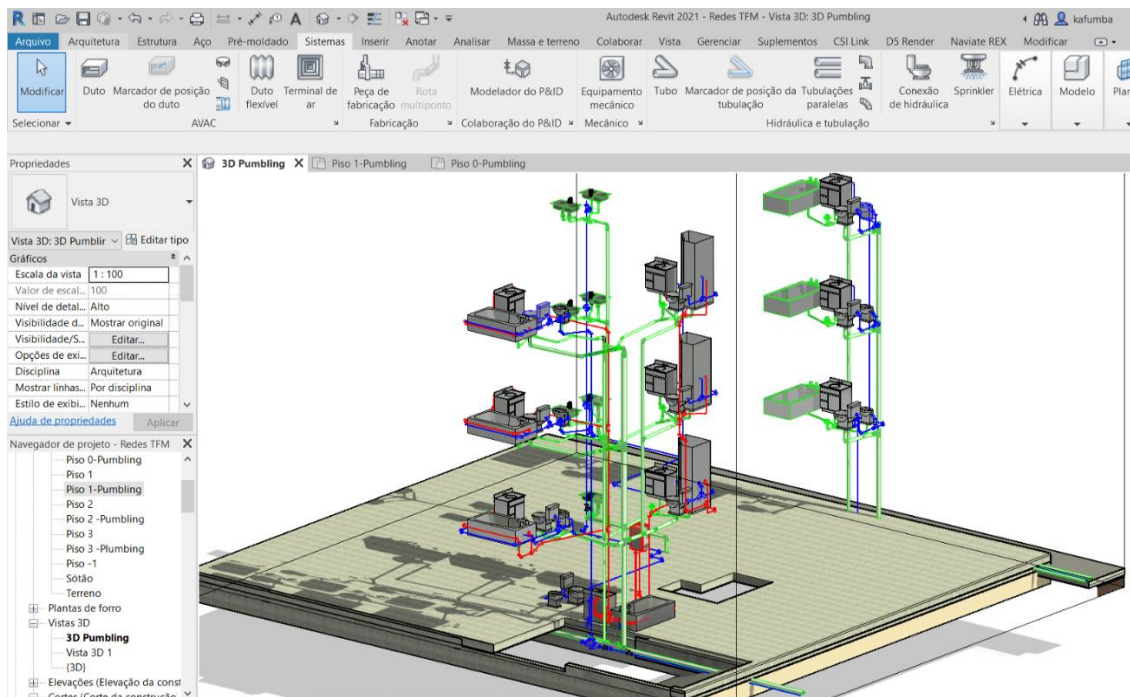 Autodesk Revit 2021 - Redes TFM - Vista 3D: 3D Pumbling
kafumba
Arquivo Arquitetura Estrutura Aço Pré-moldado Sistemas Inserir Anotar Analisar Massa e terreno Colaborar Vista Gerenciar Suplementos CSI Link D5 Render Naviate REX Modificar
Modificar
Duto
Marcador de posição do duto
Duto flexível
Terminal de ar
Peça de fabricação
Rota multiponto
Modelador do P&ID
Equipamento mecânico
Tubo
Marcador de posição da tubulação
Tubulações paralelas
Conexão de hidráulica
Sprinkler
Elétrica
Modelo
Plan
Selecionar AVAC Fabricação Colaboração do P&ID Mecânico Hidráulica e tubulação
Propriedades
3D Pumbling Piso 1-Pumbling Piso 0-Pumbling
Vista 3D
Vista 3D: 3D Pumblir Editar tipo
Gráficos
Escala da vista 1 : 100
Valor de escal... 100
Nível de detal... Alto
Visibilidade d... Mostrar original
Visibilidade/S... Editar...
Opções de exi... Editar...
Disciplina Arquitetura
Mostrar linhas... Por disciplina
Estilo de exibi... Nenhum
Ajuda de propriedades Aplicar
Navegador de projeto - Redes TFM
Piso 0-Pumbling
Piso 1
Piso 1-Pumbling
Piso 2
Piso 2 -Pumbling
Piso 3
Piso 3 -Plumbing
Piso -1
Sótão
Terreno
Plantas de forro
Vistas 3D
3D Pumbling
Vista 3D 1
{3D}
Elevações (Elevação da const
Cortes (Corte da construção